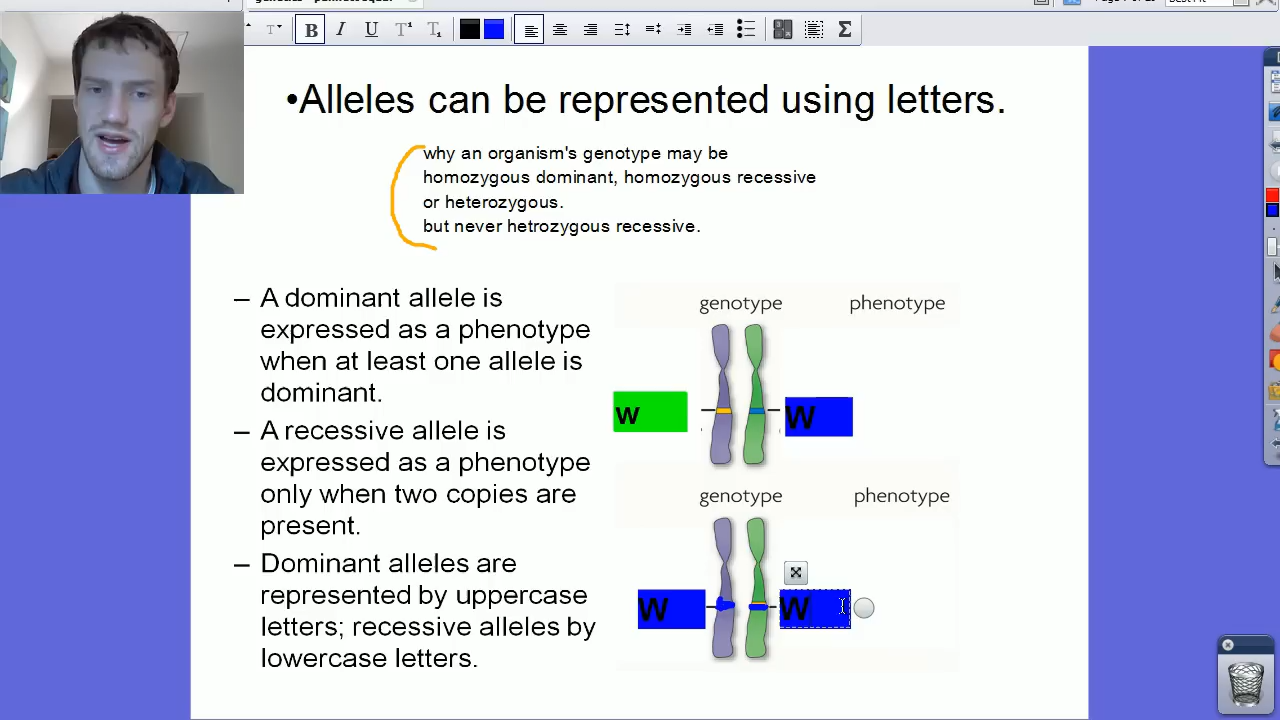 B I U T T
•Alleles can be represented using letters.
why an organism's genotype may be
homozygous dominant, homozygous recessive
or heterozygous.
but never hetrozygous recessive.
– A dominant allele is
expressed as a phenotype
when at least one allele is
dominant.
– A recessive allele is
expressed as a phenotype
only when two copies are
present.
– Dominant alleles are
represented by uppercase
letters; recessive alleles by
lowercase letters.
genotype phenotype
w W
genotype phenotype
W W